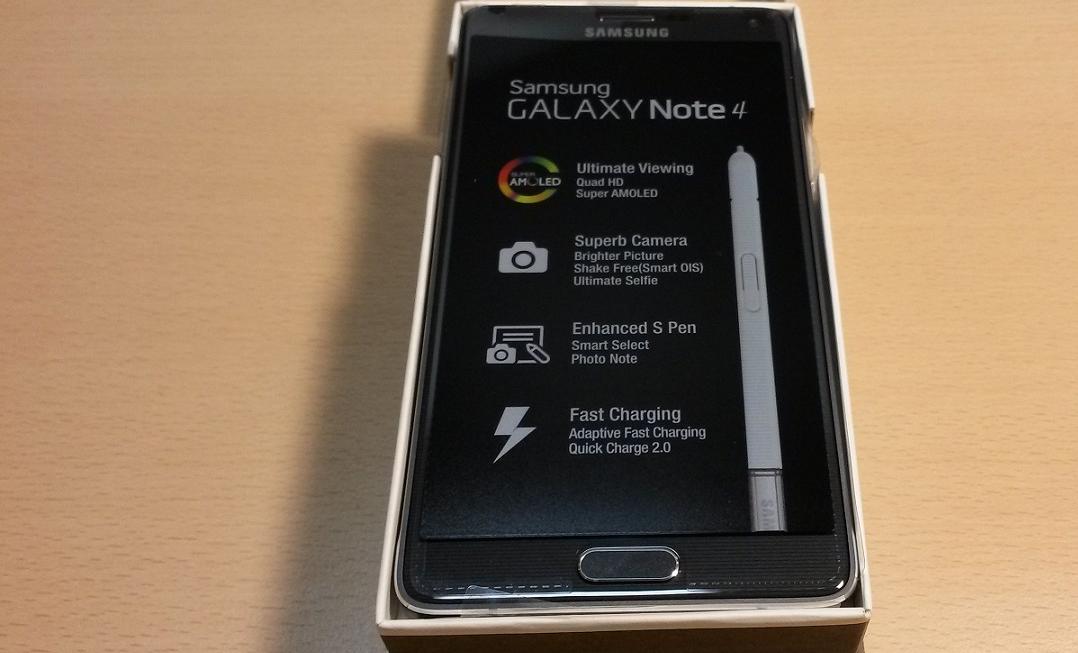 SAMSUNG
Samsung
GALAXY Note 4
SUPER
AMOLED
Ultimate Viewing
Quad HD
Super AMOLED
Superb Camera
Brighter Picture
Shake Free(Smart OIS)
Ultimate Selfie
Enhanced S Pen
Smart Select
Photo Note
Fast Charging
Adaptive Fast Charging
Quick Charge 2.0
SAM